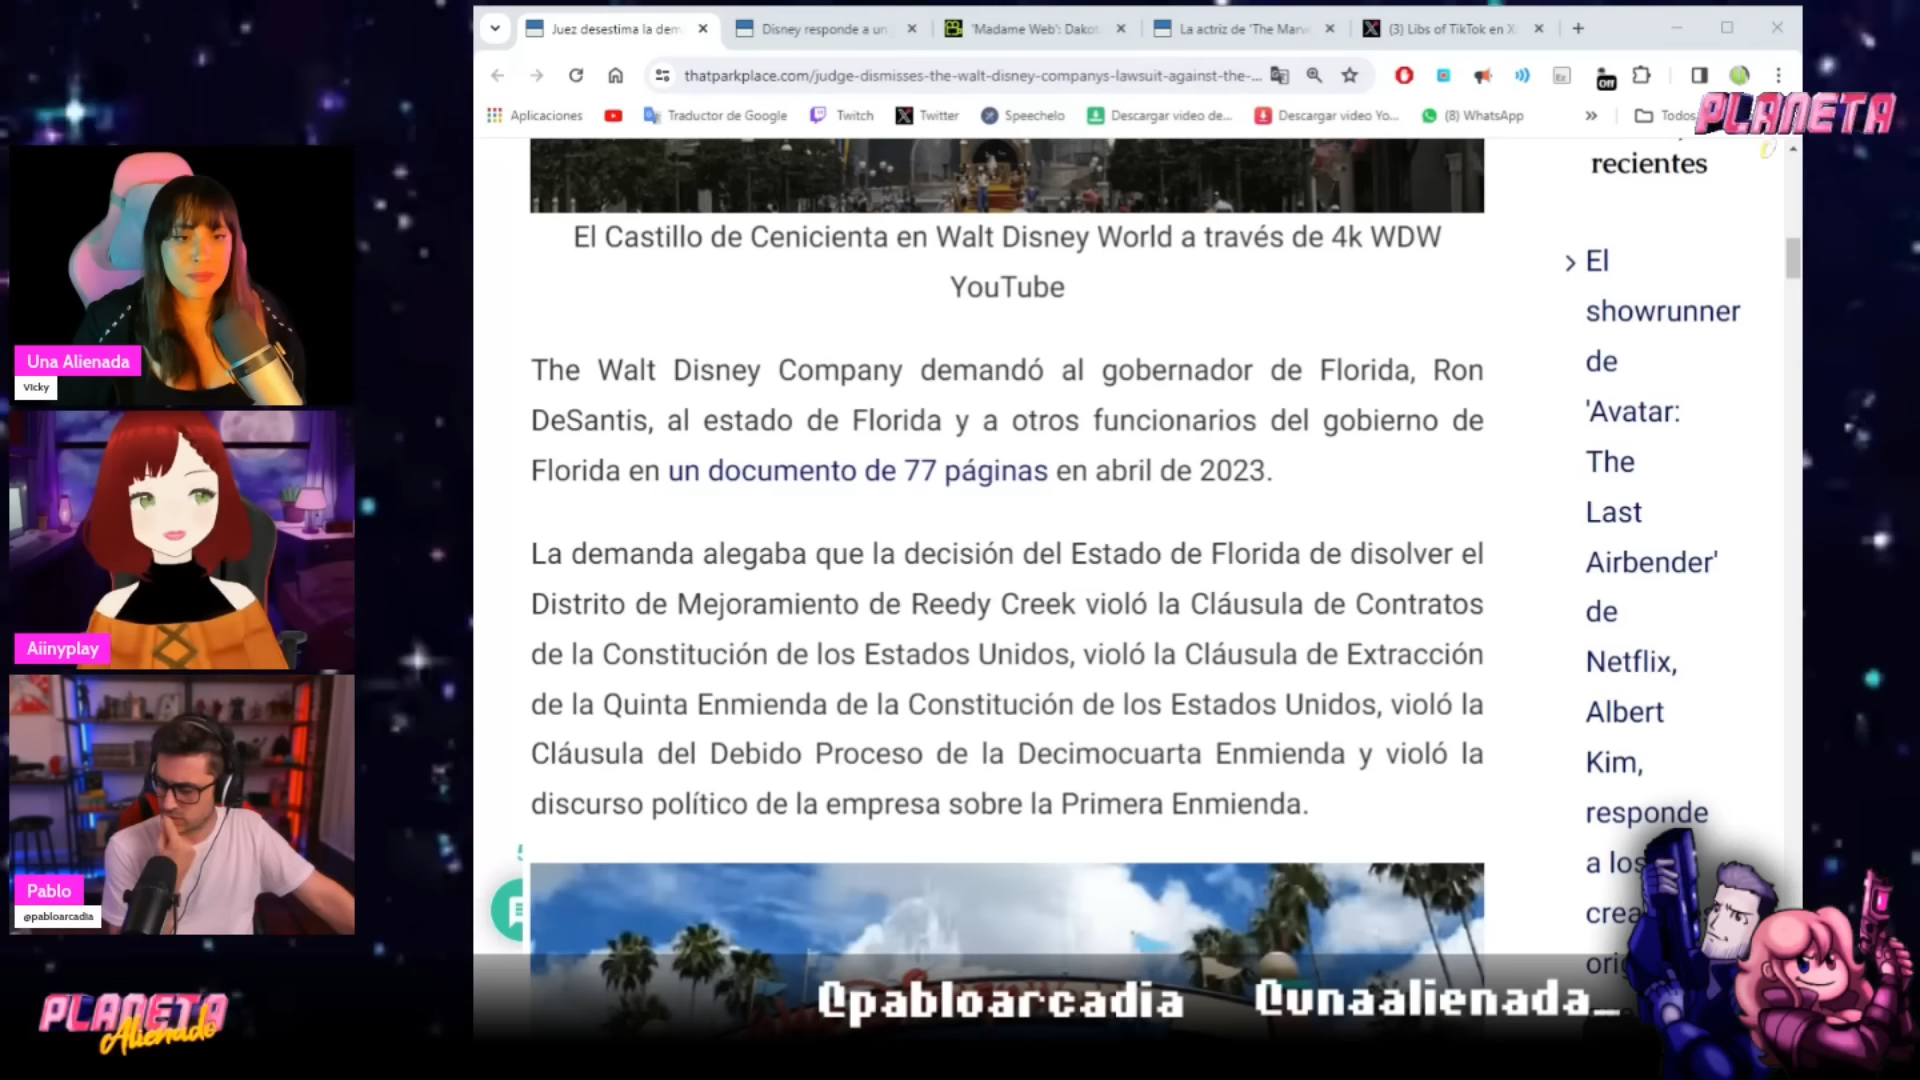 Juez desestima la dem
Disney responde a un
'Madame Web': Dakot
La actriz de 'The Marv
(3) Libs of TikTok en X
thatparkplace.com/judge-dismisses-the-walt-disney-companys-lawsuit-against-the-...
Aplicaciones
Traductor de Google
Twitch
Twitter
Speechelo
Descargar video de...
Descargar video Yo...
(8) WhatsApp
Todos
Off
PLANETA
recientes
El Castillo de Cenicienta en Walt Disney World a través de 4k WDW
YouTube
The Walt Disney Company demandó al gobernador de Florida, Ron
DeSantis, al estado de Florida y a otros funcionarios del gobierno de
Florida en un documento de 77 páginas en abril de 2023.
La demanda alegaba que la decisión del Estado de Florida de disolver el
Distrito de Mejoramiento de Reedy Creek violó la Cláusula de Contratos
de la Constitución de los Estados Unidos, violó la Cláusula de Extracción
de la Quinta Enmienda de la Constitución de los Estados Unidos, violó la
Cláusula del Debido Proceso de la Decimocuarta Enmienda y violó la
discurso político de la empresa sobre la Primera Enmienda.
El
showrunner
de
'Avatar:
The
Last
Airbender'
de
Netflix,
Albert
Kim,
responde
a los
Una Alienada
Vicky
Aiinyplay
Pablo
@pabloarcadia
PLANETA
Alienado
@pabloarcadia
@unaalienada_